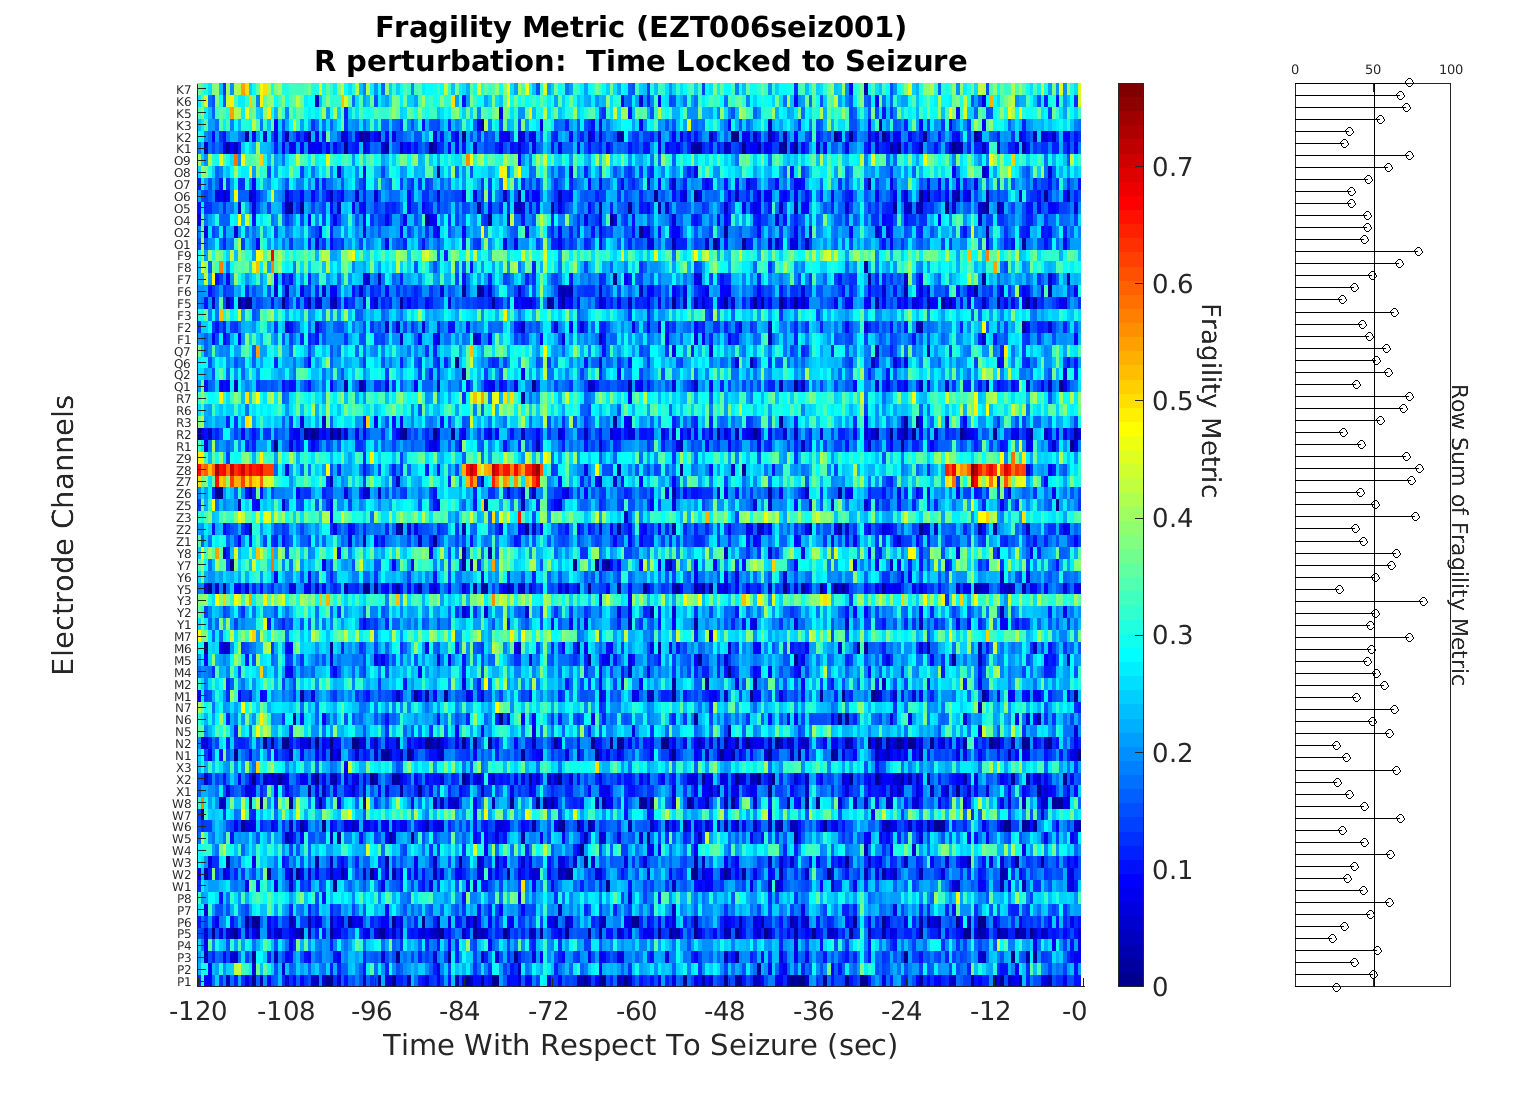 Fragility Metric (EZT006seiz001)
R perturbation:  Time Locked to Seizure
Electrode Channels
K7
K6
K5
K3
K2
K1
O9
O8
O7
O6
O5
O4
O2
O1
F9
F8
F7
F6
F5
F3
F2
F1
Q7
Q6
Q2
Q1
R7
R6
R3
R2
R1
Z9
Z8
Z7
Z6
Z5
Z3
Z2
Z1
Y8
Y7
Y6
Y5
Y3
Y2
Y1
M7
M6
M5
M4
M2
M1
N7
N6
N5
N2
N1
X3
X2
X1
W8
W7
W6
W5
W4
W3
W2
W1
P8
P7
P6
P5
P4
P3
P2
P1
-120 -108 -96 -84 -72 -60 -48 -36 -24 -12 -0
Time With Respect To Seizure (sec)
0.7
0.6
0.5
0.4
0.3
0.2
0.1
0
Fragility Metric
0 50 100
Row Sum of Fragility Metric